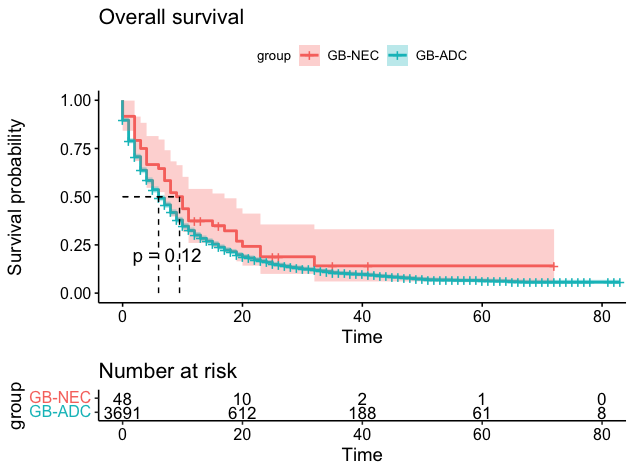 Overall survival
group GB-NEC GB-ADC
Survival probability
1.00
0.75
0.50
0.25
0.00
p = 0.12
0 20 40 60 80
Time
Number at risk
group
GB-NEC 48 10 2 1 0
GB-ADC 3691 612 188 61 8
0 20 40 60 80
Time